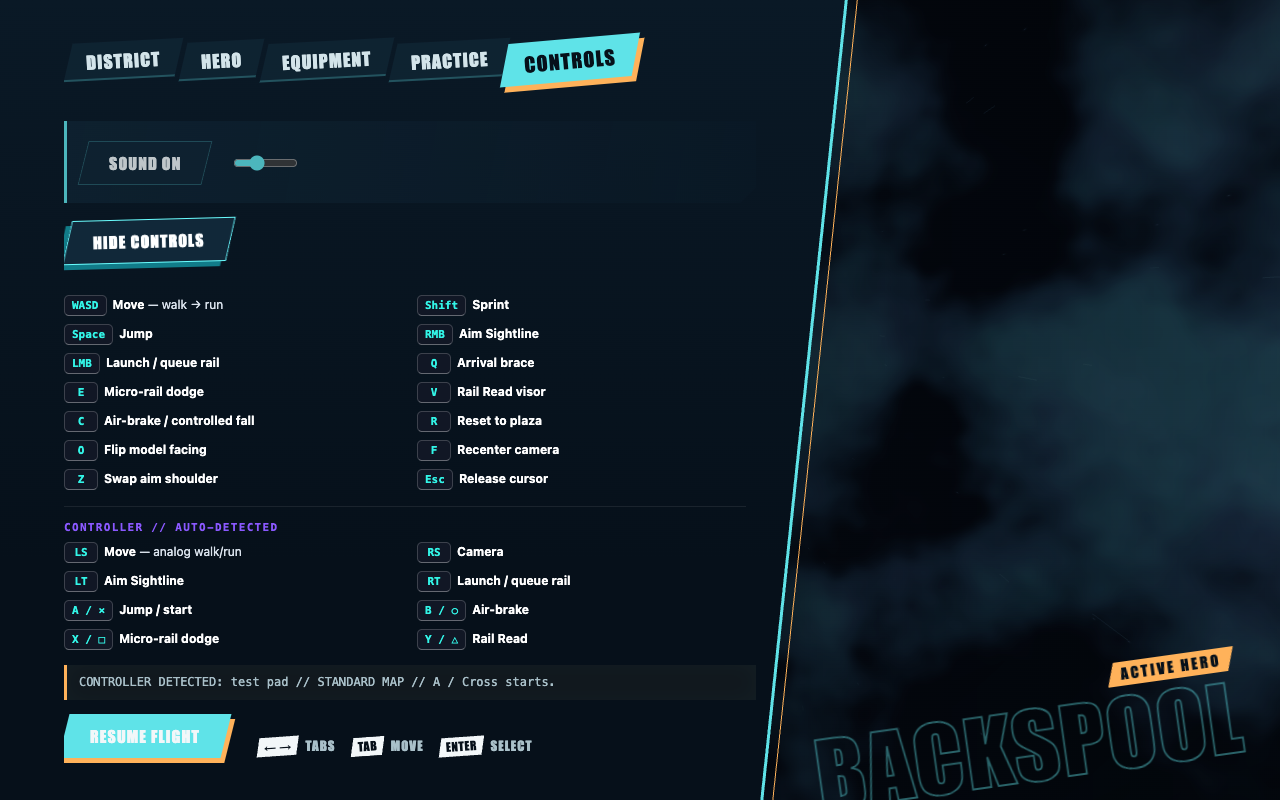 DISTRICT HERO EQUIPMENT PRACTICE CONTROLS
SOUND ON
HIDE CONTROLS
WASD Move — walk → run Shift Sprint
Space Jump RMB Aim Sightline
LMB Launch / queue rail Q Arrival brace
E Micro-rail dodge V Rail Read visor
C Air-brake / controlled fall R Reset to plaza
O Flip model facing F Recenter camera
Z Swap aim shoulder Esc Release cursor
CONTROLLER // AUTO-DETECTED
LS Move — analog walk/run RS Camera
LT Aim Sightline RT Launch / queue rail
A / × Jump / start B / ○ Air-brake
X / □ Micro-rail dodge Y / △ Rail Read
CONTROLLER DETECTED: test pad // STANDARD MAP // A / Cross starts.
RESUME FLIGHT ←→ TABS TAB MOVE ENTER SELECT
ACTIVE HERO
BACKSPOOL